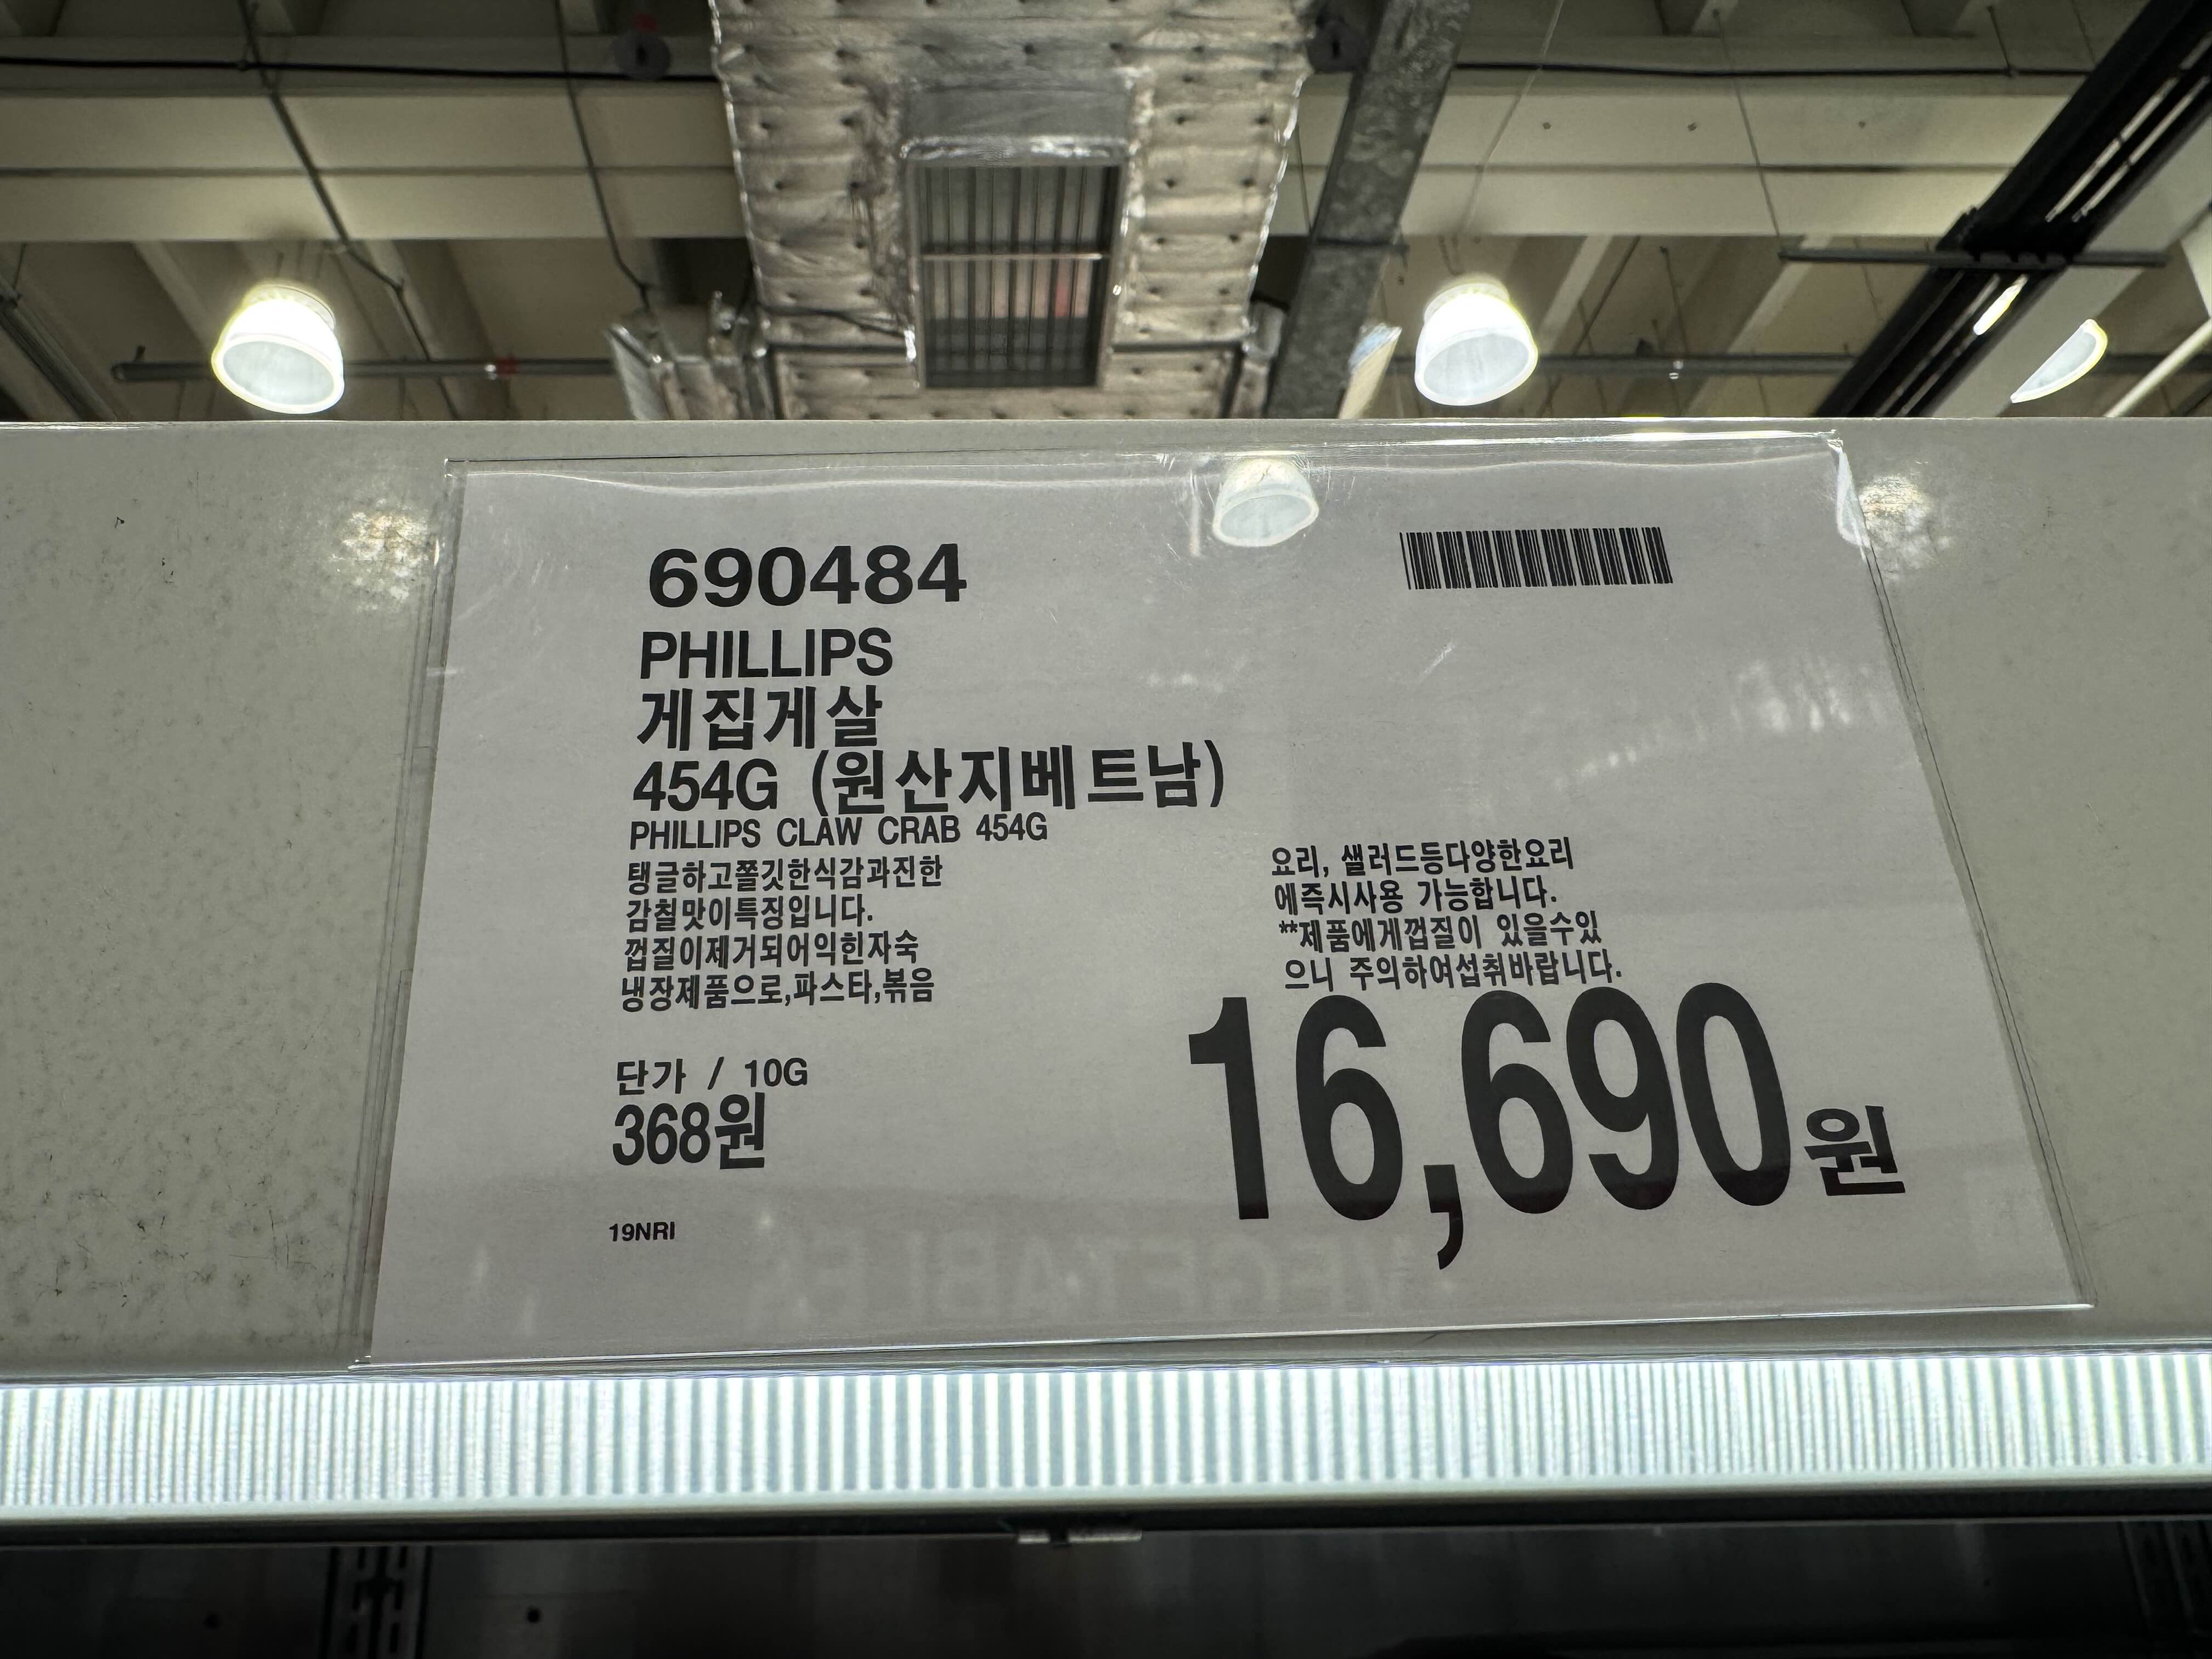 690484
PHILLIPS
게집게살
454G (원산지베트남)
PHILLIPS CLAW CRAB 454G
탱글하고쫄깃한식감과진한
감칠맛이특징입니다.
껍질이제거되어익힌자숙
냉장제품으로,파스타,볶음
요리, 샐러드등다양한요리
에즉시사용 가능합니다.
**제품에게껍질이 있을수있
으니 주의하여섭취바랍니다.
단가 / 10G
368원
16,690원
19NRI
VEGETABLES